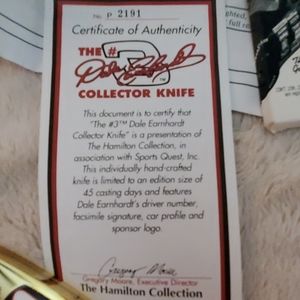 No. P 2191
Certificate of Authenticity
THE #3
Dale Earnhardt
COLLECTOR KNIFE
This document is to certify that
"The #3™ Dale Earnhardt
Collector Knife" is a presentation of
The Hamilton Collection, in
association with Sports Quest, Inc.
This individually hand-crafted
knife is limited to an edition size of
45 casting days and features
Dale Earnhardt's driver number,
facsimile signature, car profile and
sponsor logo.
Gregory Moore
Gregory Moore, Executive Director
The Hamilton Collection